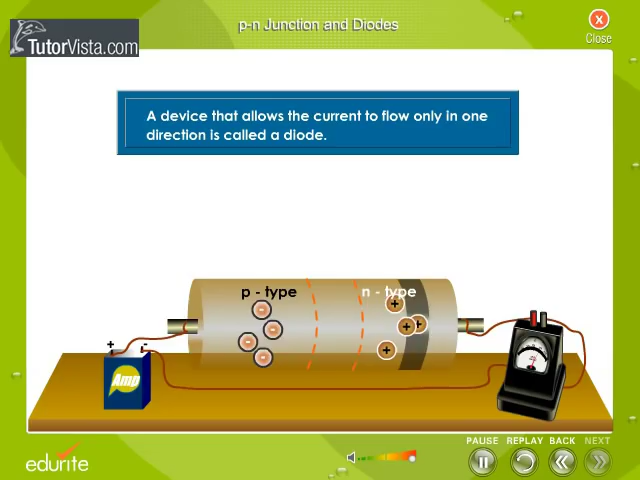 p-n Junction and Diodes
Close
TutorVista.com
A device that allows the current to flow only in one
direction is called a diode.
p - type
n - type
+
-
Amp
PAUSE REPLAY BACK NEXT
edurite